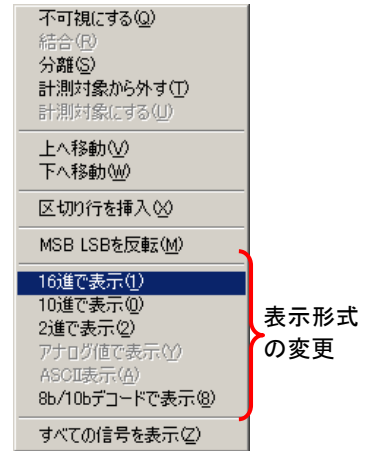 不可視にする(Q)
結合(R)
分離(S)
計測対象から外す(T)
計測対象にする(U)
上へ移動(V)
下へ移動(W)
区切り行を挿入(X)
MSB LSBを反転(M)
16進で表示(1)
10進で表示(0)
2進で表示(2)
アナログ値で表示(Y)
ASCII表示(A)
8b/10bデコードで表示(8)
すべての信号を表示(Z)
表示形式
の変更